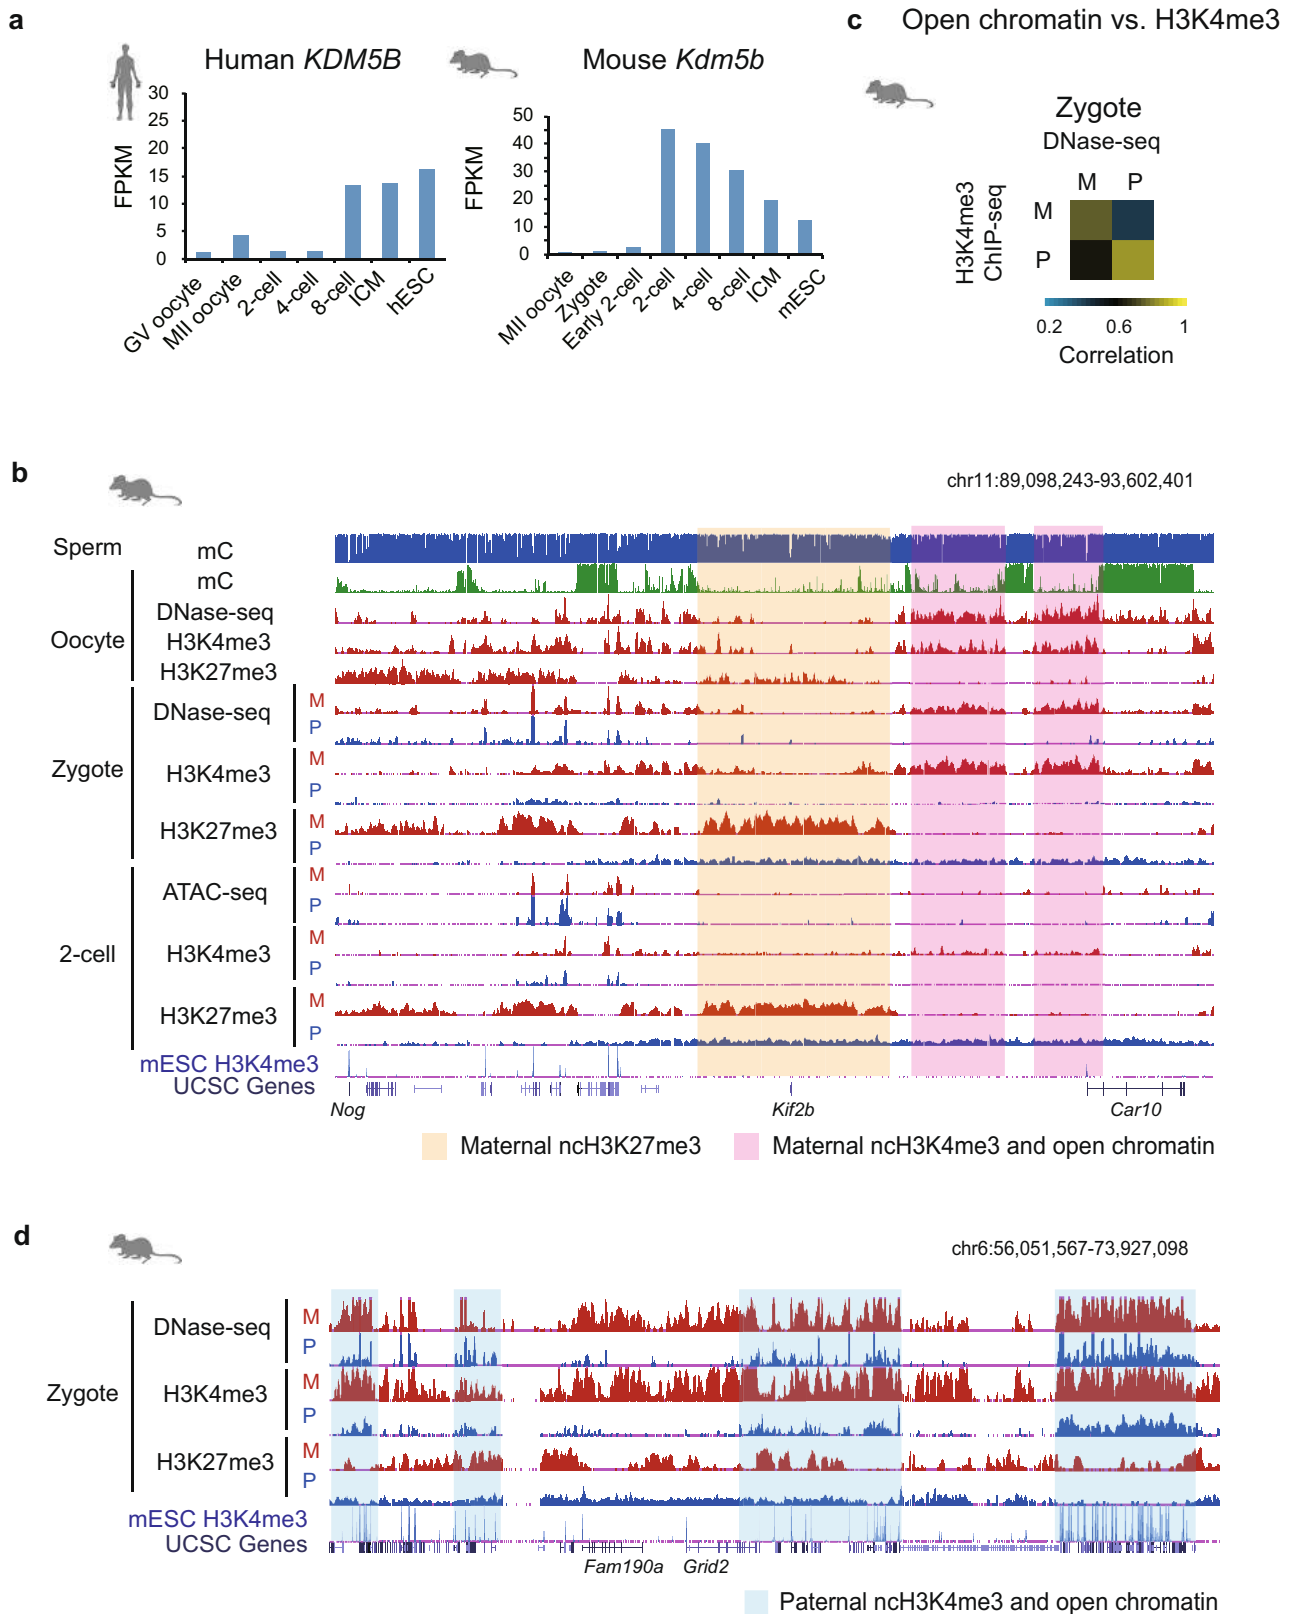 a
Human KDM5B
FPKM
30
25
20
15
10
5
0
GV oocyte
MII oocyte
2-cell
4-cell
8-cell
ICM
hESC
Mouse Kdm5b
FPKM
50
40
30
20
10
0
MII oocyte
Zygote
Early 2-cell
2-cell
4-cell
8-cell
ICM
mESC
c
Open chromatin vs. H3K4me3
Zygote
DNase-seq
M P
H3K4me3
ChIP-seq
M
P
0.2 0.6 1
Correlation
b
chr11:89,098,243-93,602,401
Sperm
mC
Oocyte
mC
DNase-seq
H3K4me3
H3K27me3
Zygote
DNase-seq
M
P
H3K4me3
M
P
H3K27me3
M
P
2-cell
ATAC-seq
M
P
H3K4me3
M
P
H3K27me3
M
P
mESC H3K4me3
UCSC Genes
Nog
Kif2b
Car10
Maternal ncH3K27me3
Maternal ncH3K4me3 and open chromatin
d
chr6:56,051,567-73,927,098
Zygote
DNase-seq
M
P
H3K4me3
M
P
H3K27me3
M
P
mESC H3K4me3
UCSC Genes
Fam190a
Grid2
Paternal ncH3K4me3 and open chromatin